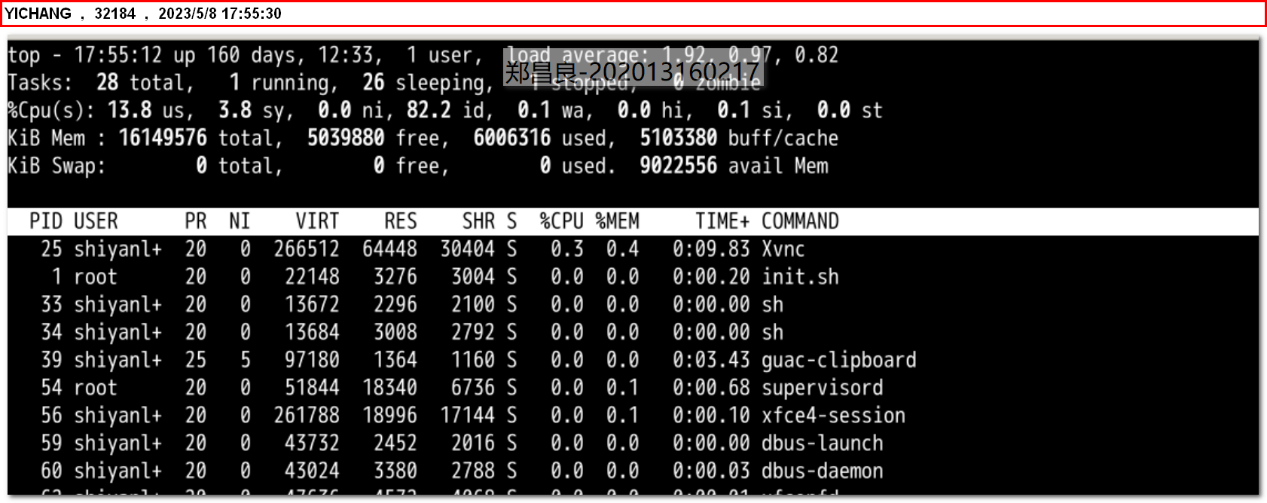 YICHANG , 32184 , 2023/5/8 17:55:30
top - 17:55:12 up 160 days, 12:33, 1 user, load average: 1.92, 0.97, 0.82
郑昌良-202013160217
Tasks: 28 total, 1 running, 26 sleeping, 1 stopped, 0 zombie
%Cpu(s): 13.8 us, 3.8 sy, 0.0 ni, 82.2 id, 0.1 wa, 0.0 hi, 0.1 si, 0.0 st
KiB Mem : 16149576 total, 5039880 free, 6006316 used, 5103380 buff/cache
KiB Swap: 0 total, 0 free, 0 used. 9022556 avail Mem
PID USER PR NI VIRT RES SHR S %CPU %MEM TIME+ COMMAND
25 shiyanl+ 20 0 266512 64448 30404 S 0.3 0.4 0:09.83 Xvnc
1 root 20 0 22148 3276 3004 S 0.0 0.0 0:00.20 init.sh
33 shiyanl+ 20 0 13672 2296 2100 S 0.0 0.0 0:00.00 sh
34 shiyanl+ 20 0 13684 3008 2792 S 0.0 0.0 0:00.00 sh
39 shiyanl+ 25 5 97180 1364 1160 S 0.0 0.0 0:03.43 guac-clipboard
54 root 20 0 51844 18340 6736 S 0.0 0.1 0:00.68 supervisord
56 shiyanl+ 20 0 261788 18996 17144 S 0.0 0.1 0:00.10 xfce4-session
59 shiyanl+ 20 0 43732 2452 2016 S 0.0 0.0 0:00.00 dbus-launch
60 shiyanl+ 20 0 43024 3380 2788 S 0.0 0.0 0:00.03 dbus-daemon